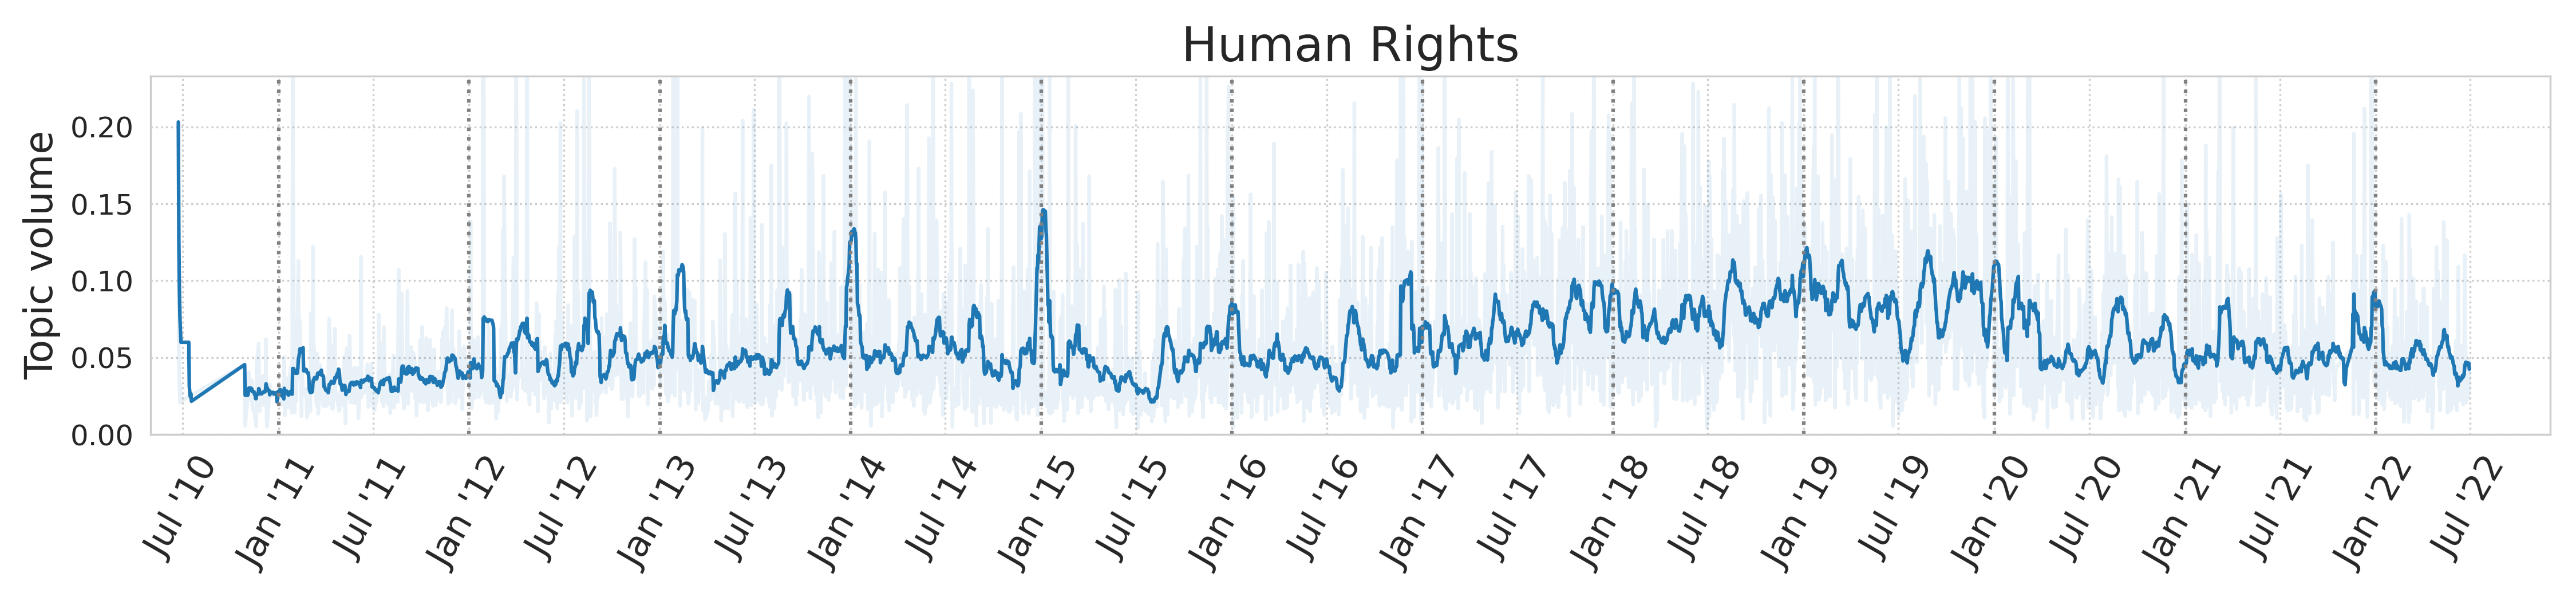 Human Rights
Topic volume
0.20
0.15
0.10
0.05
0.00
Jul '10
Jan '11
Jul '11
Jan '12
Jul '12
Jan '13
Jul '13
Jan '14
Jul '14
Jan '15
Jul '15
Jan '16
Jul '16
Jan '17
Jul '17
Jan '18
Jul '18
Jan '19
Jul '19
Jan '20
Jul '20
Jan '21
Jul '21
Jan '22
Jul '22